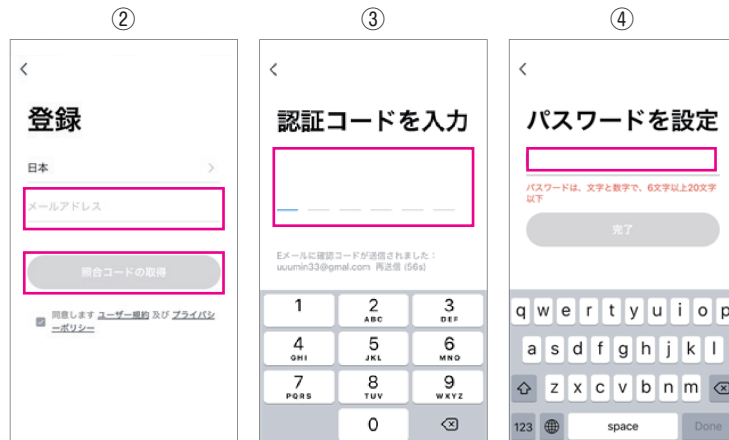 ②
登録
日本
メールアドレス
照合コードの取得
同意します ユーザー規約 及び プライバシ
ーポリシー
③
認証コードを入力
Eメールに確認コードが送信されました：
uuumin33@gmal.com 再送信 (56s)
1
2
ABC
3
DEF
4
GHI
5
JKL
6
MNO
7
PQRS
8
TUV
9
WXYZ
0
④
パスワードを設定
パスワードは、文字と数字で、6文字以上20文字
以下
完了
q w e r t y u i o p
a s d f g h j k l
z x c v b n m
123 space Done